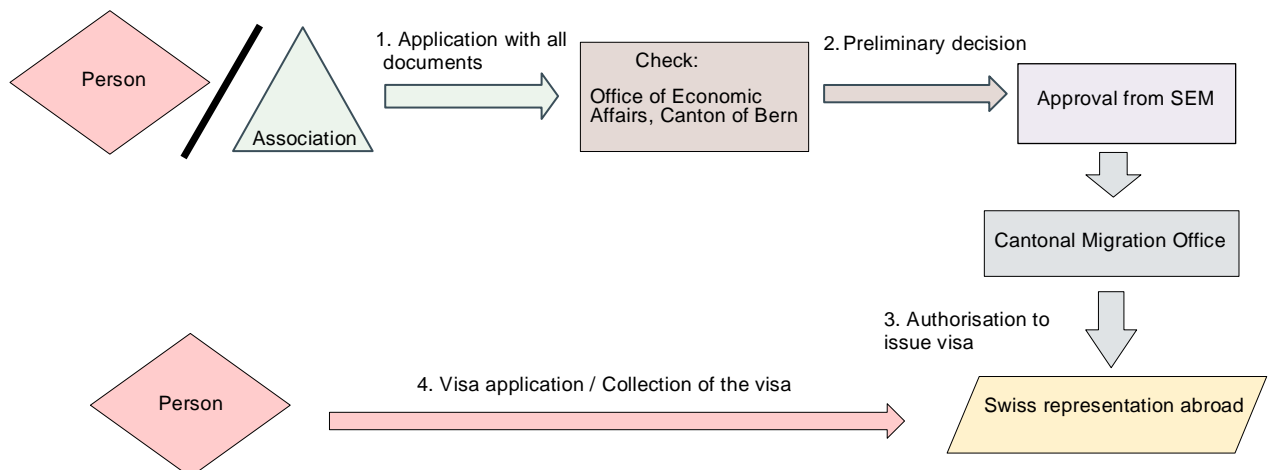 Person
Association
1. Application with all
documents
Check:
Office of Economic
Affairs, Canton of Bern
2. Preliminary decision
Approval from SEM
Cantonal Migration Office
3. Authorisation to
issue visa
Person
4. Visa application / Collection of the visa
Swiss representation abroad